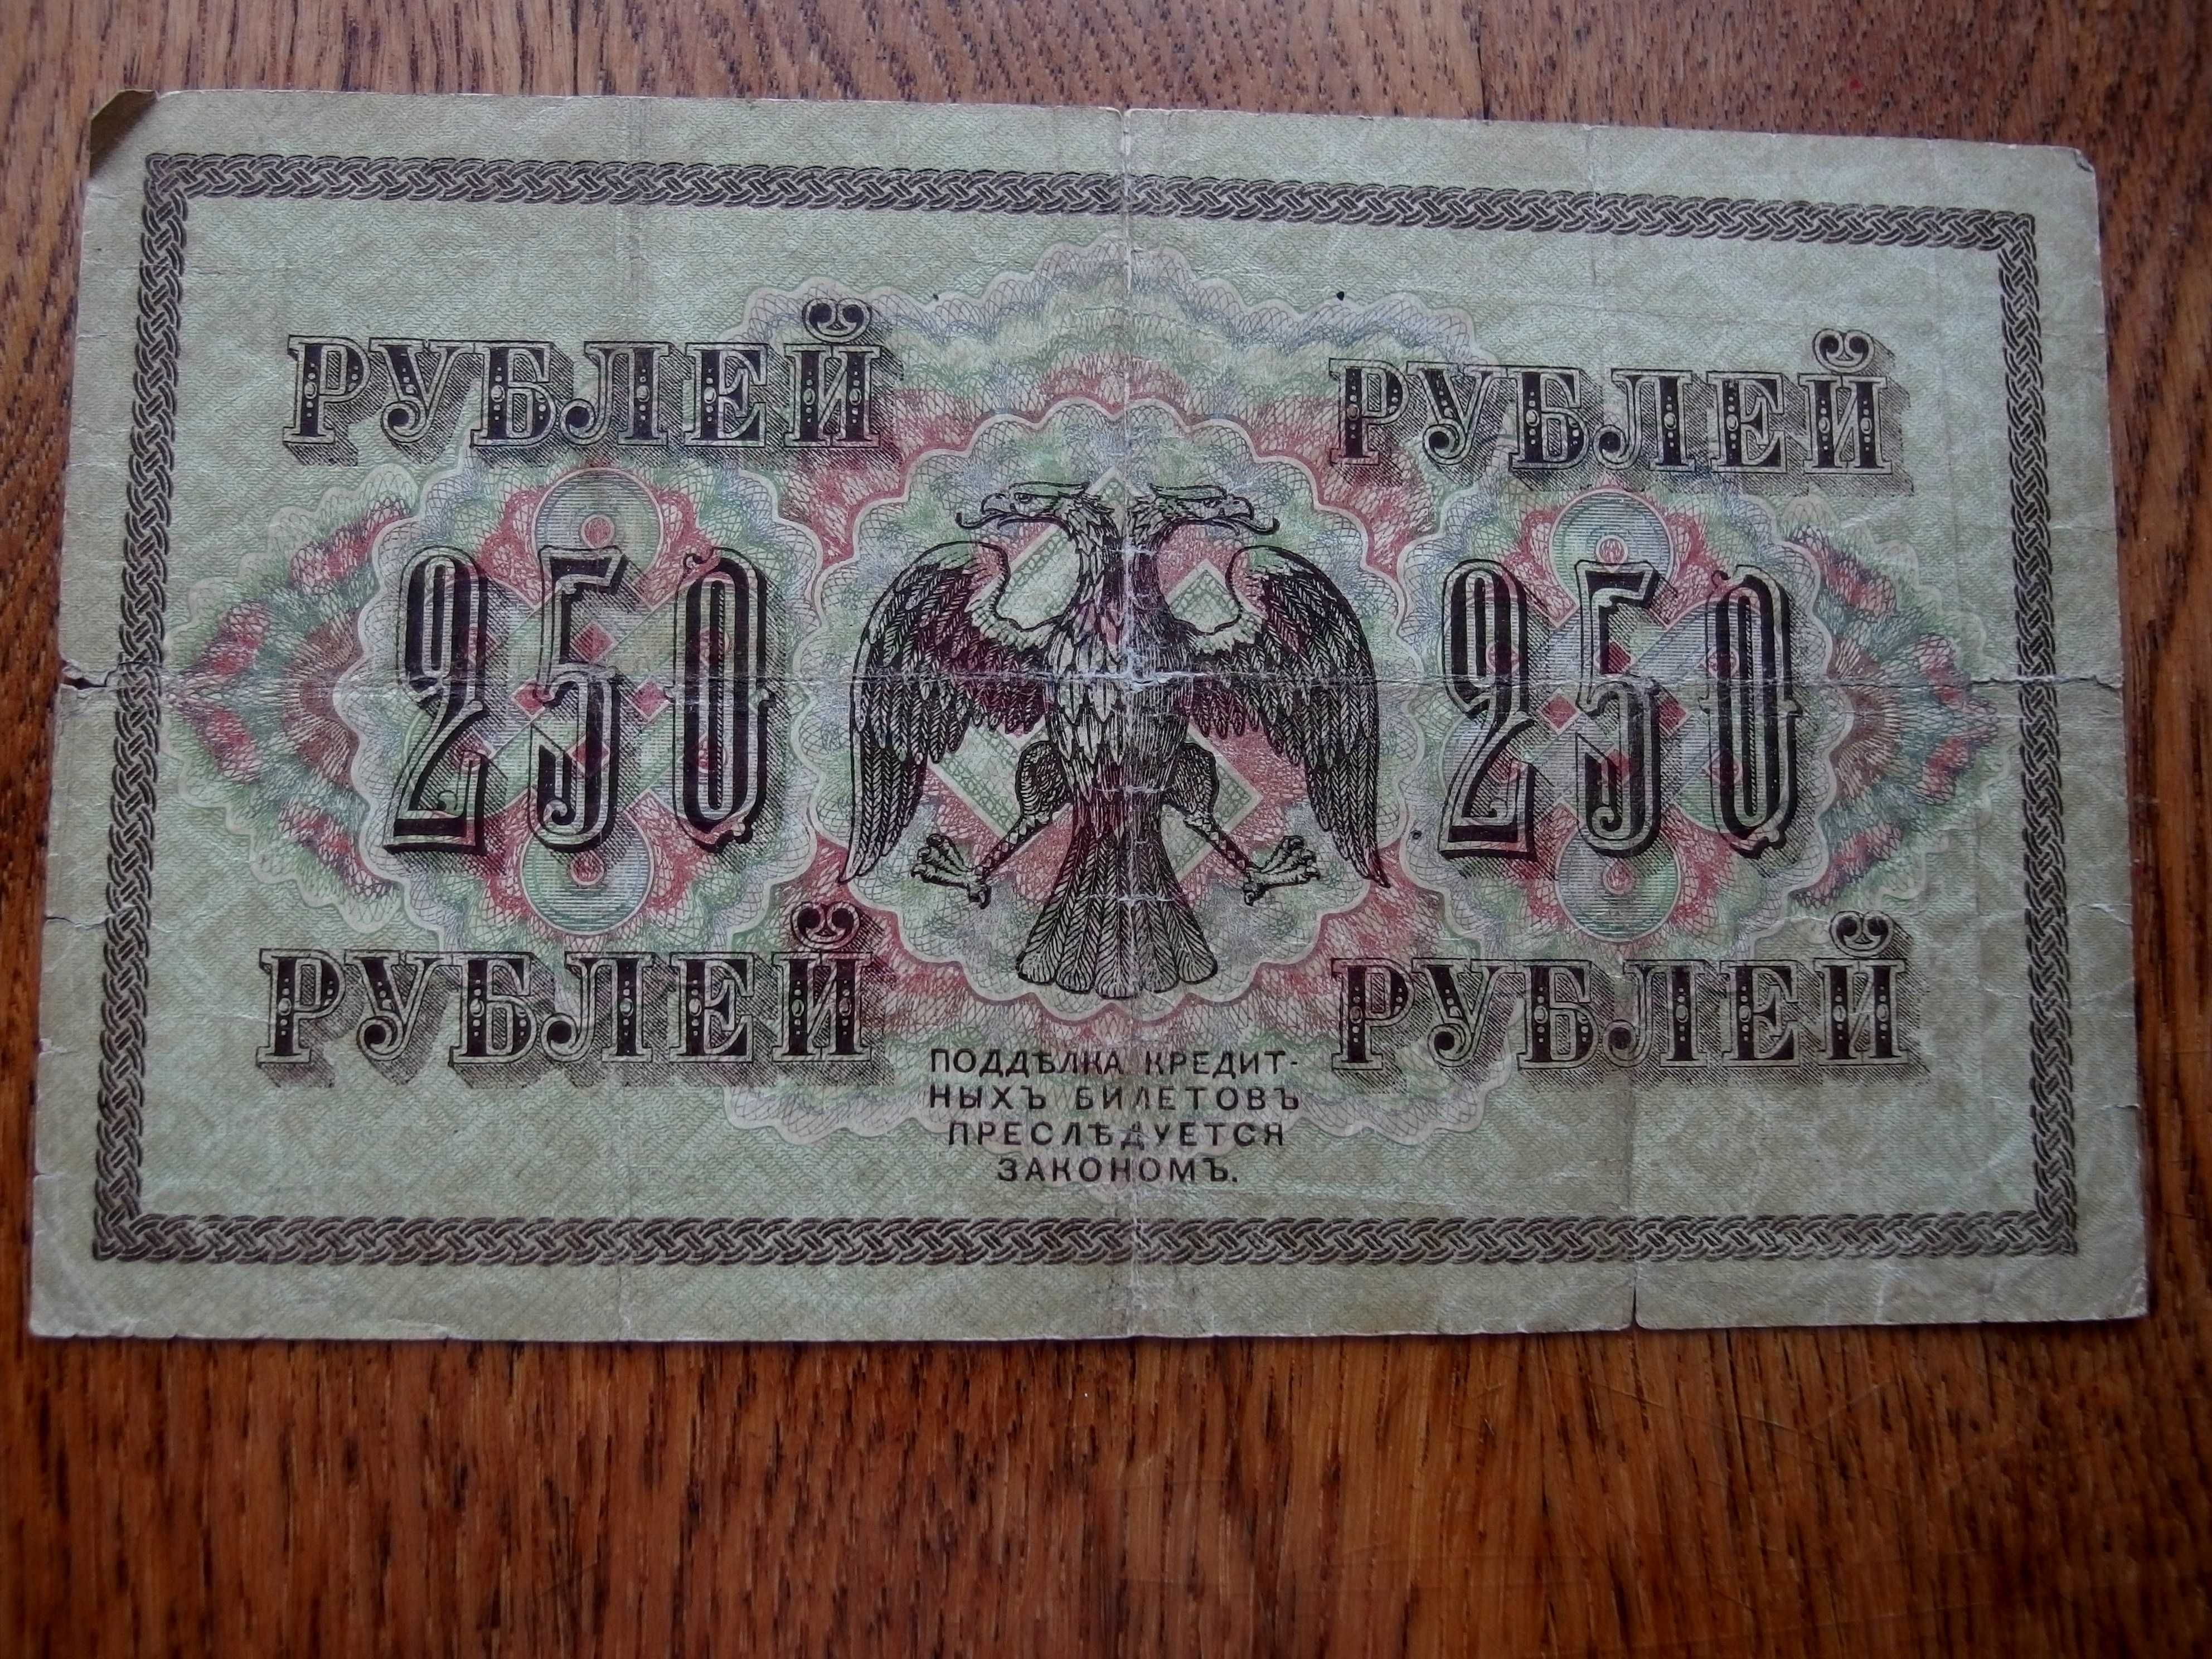 РУБЛЕЙ РУБЛЕЙ
250 250
РУБЛЕЙ РУБЛЕЙ
ПОДДѢЛКА КРЕДИТ-
НЫХЪ БИЛЕТОВЪ
ПРЕСЛѢДУЕТСЯ
ЗАКОНОМЪ.